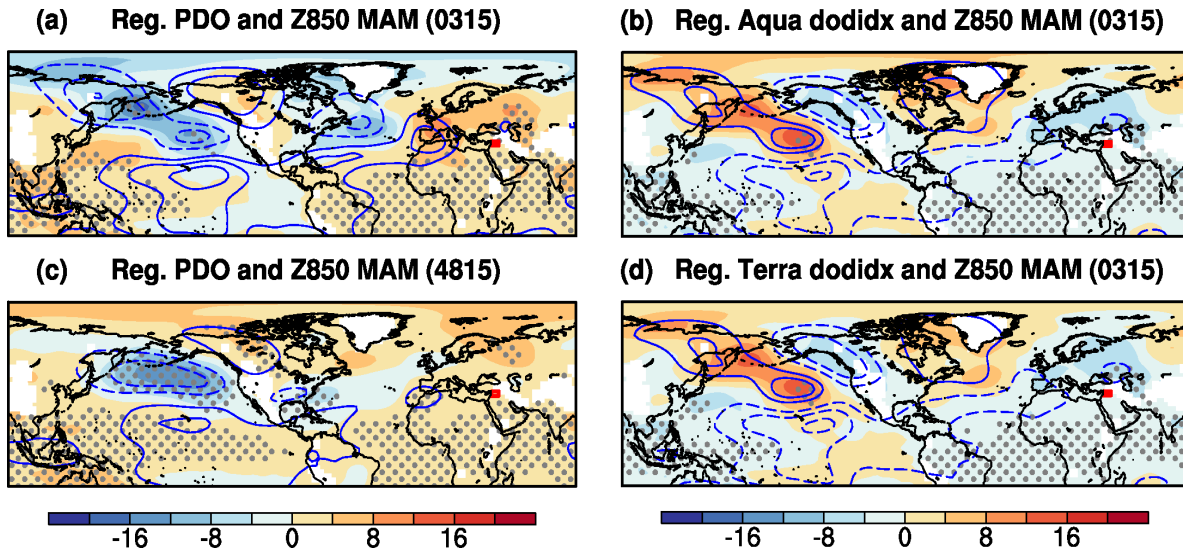 (a) Reg. PDO and Z850 MAM (0315)
(b) Reg. Aqua dodidx and Z850 MAM (0315)
(c) Reg. PDO and Z850 MAM (4815)
(d) Reg. Terra dodidx and Z850 MAM (0315)
-16 -8 0 8 16
-16 -8 0 8 16